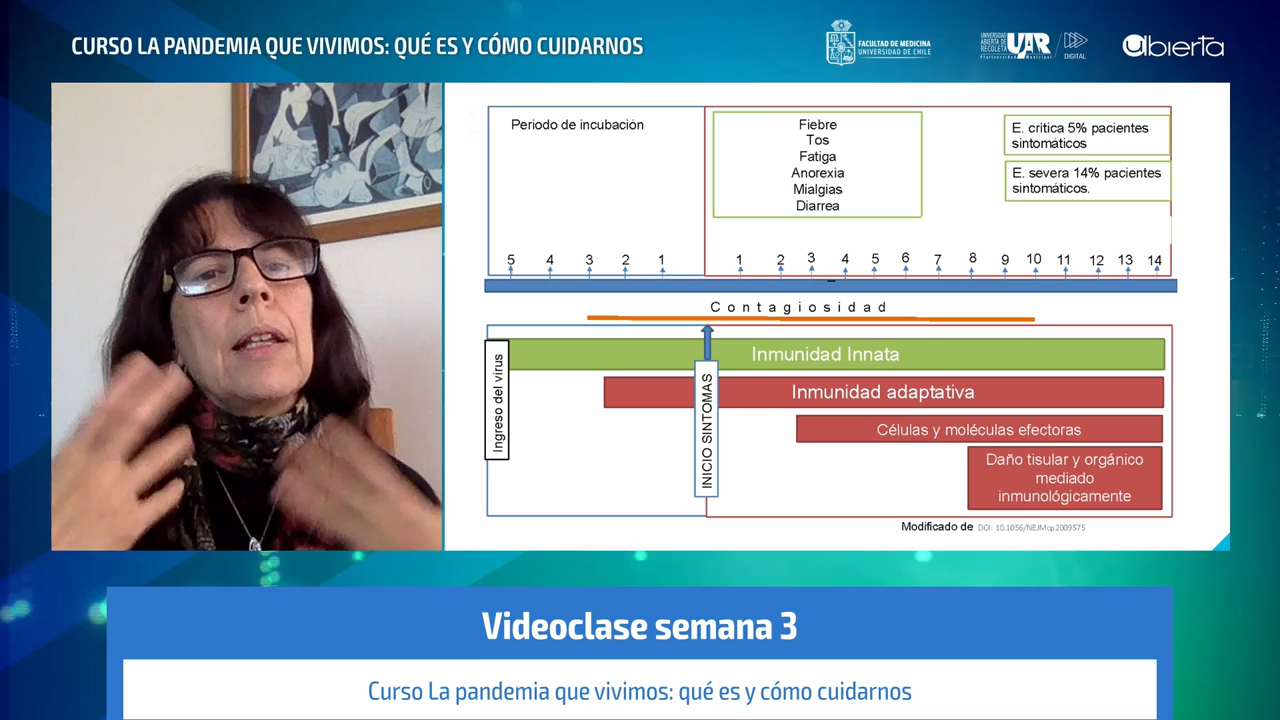 CURSO LA PANDEMIA QUE VIVIMOS: QUÉ ES Y CÓMO CUIDARNOS
FACULTAD DE MEDICINA
UNIVERSIDAD DE CHILE
UNIVERSIDAD
ABIERTA DE
RECOLETA
UAR
DIGITAL
abierta
Periodo de incubación
Fiebre
Tos
Fatiga
Anorexia
Mialgias
Diarrea
E. crítica 5% pacientes
sintomáticos
E. severa 14% pacientes
sintomáticos.
5 4 3 2 1 1 2 3 4 5 6 7 8 9 10 11 12 13 14
Contagiosidad
Ingreso del virus
INICIO SINTOMAS
Inmunidad Innata
Inmunidad adaptativa
Células y moléculas efectoras
Daño tisular y orgánico
mediado
inmunológicamente
Modificado de DOI: 10.1056/NEJMcp2009575
Videoclase semana 3
Curso La pandemia que vivimos: qué es y cómo cuidarnos